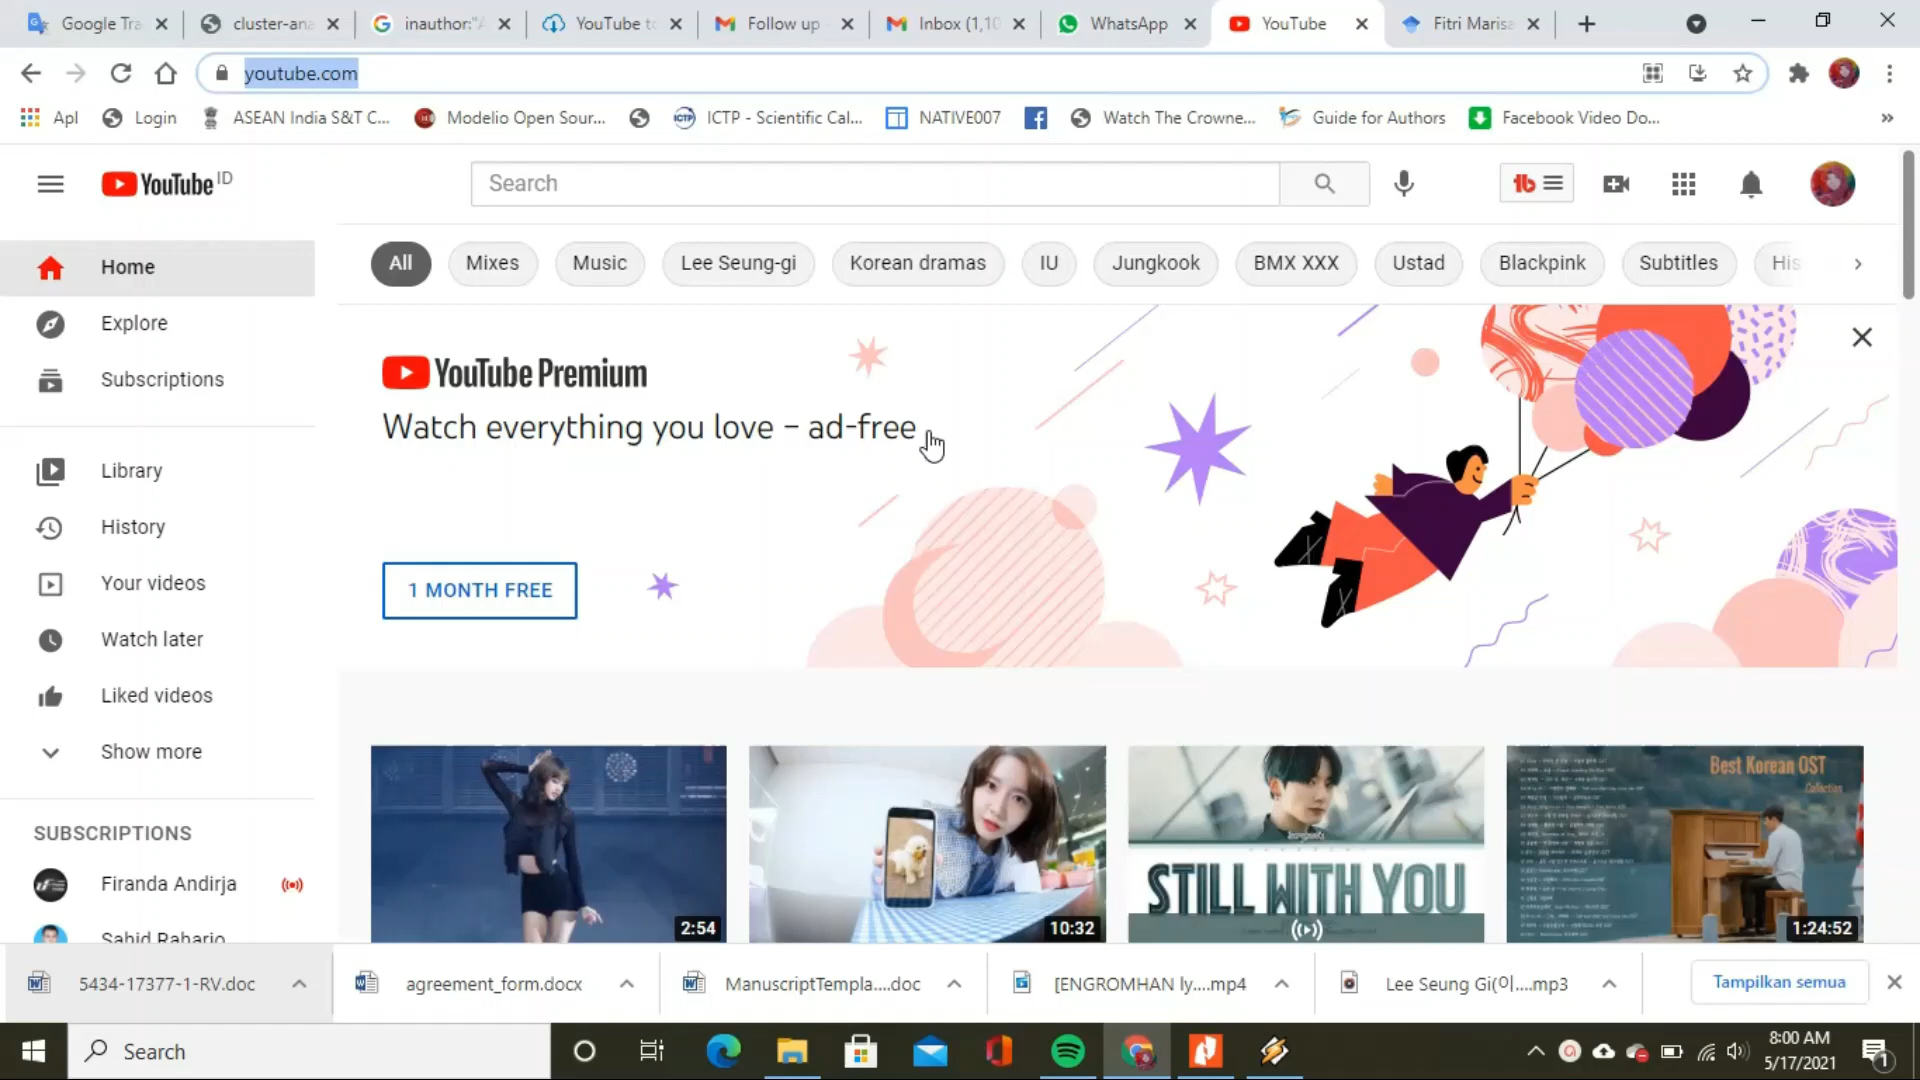 Google Tra
cluster-ana
inauthor:"A
YouTube to
Follow up
Inbox (1,10
WhatsApp
YouTube
Fitri Marisa
youtube.com
Apl
Login
ASEAN India S&T C...
Modelio Open Sour...
ICTP - Scientific Cal...
NATIVE007
Watch The Crowne...
Guide for Authors
Facebook Video Do...
»
YouTube ID
Search
All
Mixes
Music
Lee Seung-gi
Korean dramas
IU
Jungkook
BMX XXX
Ustad
Blackpink
Subtitles
His
Home
Explore
Subscriptions
Library
History
Your videos
Watch later
Liked videos
Show more
SUBSCRIPTIONS
Firanda Andirja
Sahid Raharjo
YouTube Premium
Watch everything you love – ad-free
1 MONTH FREE
2:54
10:32
STILL WITH YOU
Best Korean OST
Collection
1:24:52
5434-17377-1-RV.doc
agreement_form.docx
ManuscriptTempla....doc
[ENGROMHAN ly....mp4
Lee Seung Gi(이....mp3
Tampilkan semua
Search
8:00 AM
5/17/2021
1